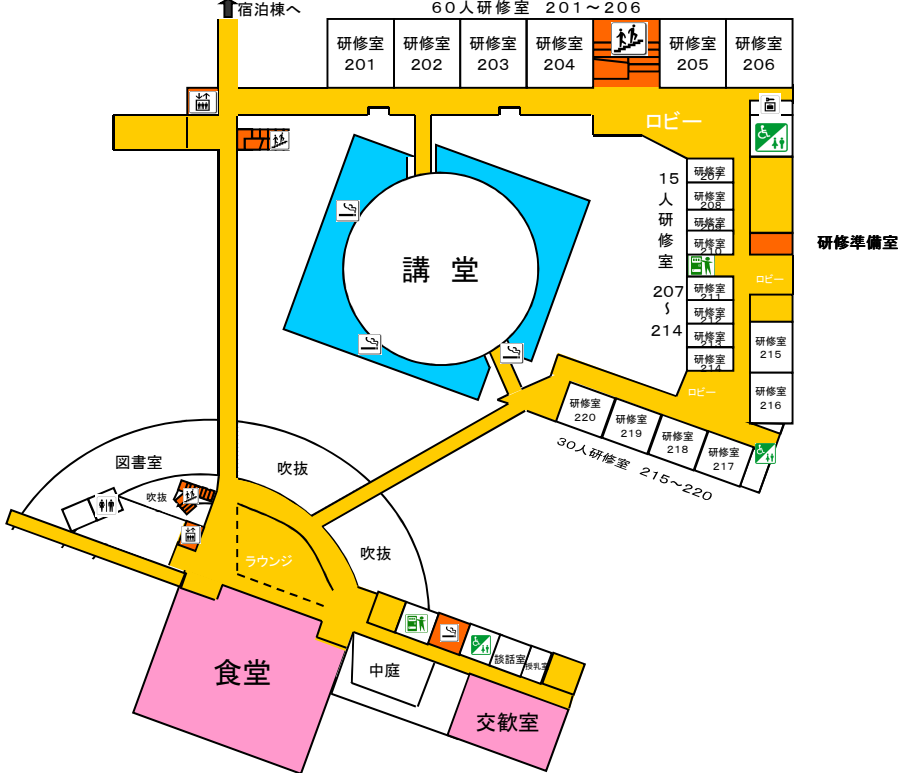 宿泊棟へ
60人研修室 201～206
研修室
201
研修室
202
研修室
203
研修室
204
研修室
205
研修室
206
ロビー
15人研修室
207～214
研修室
207
研修室
208
研修室
209
研修室
210
研修準備室
ロビー
研修室
211
研修室
212
研修室
213
研修室
214
研修室
215
研修室
216
ロビー
講堂
研修室
220
研修室
219
研修室
218
研修室
217
30人研修室 215～220
図書室
吹抜
吹抜
吹抜
ラウンジ
食堂
中庭
談話室
授乳室
交歓室